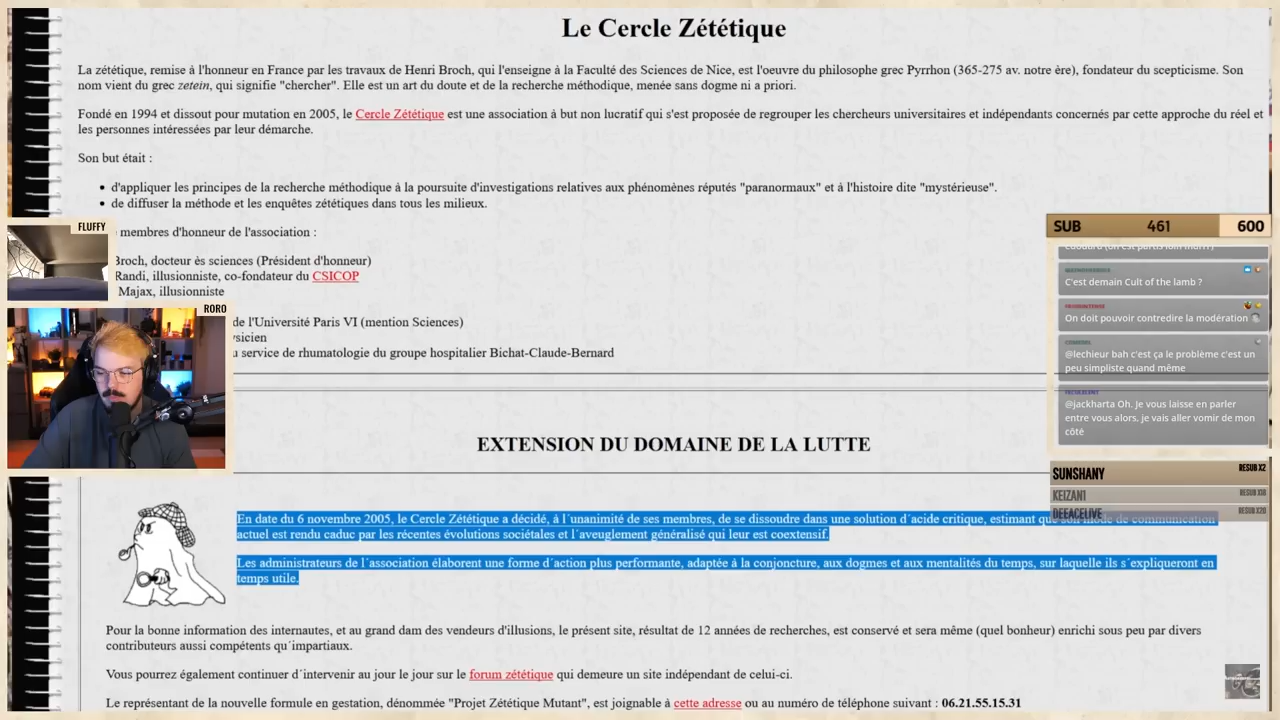 Le Cercle Zététique
La zététique, remise à l'honneur en France par les travaux de Henri Broch, qui l'enseigne à la Faculté des Sciences de Nice, est l'oeuvre du philosophe grec Pyrrhon (365-275 av. notre ère), fondateur du scepticisme. Son
nom vient du grec zetein, qui signifie "chercher". Elle est un art du doute et de la recherche méthodique, menée sans dogme ni a priori.
Fondé en 1994 et dissout pour mutation en 2005, le Cercle Zététique est une association à but non lucratif qui s'est proposée de regrouper les chercheurs universitaires et indépendants concernés par cette approche du réel et
les personnes intéressées par leur démarche.
Son but était :
• d'appliquer les principes de la recherche méthodique à la poursuite d'investigations relatives aux phénomènes réputés "paranormaux" et à l'histoire dite "mystérieuse".
• de diffuser la méthode et les enquêtes zététiques dans tous les milieux.
membres d'honneur de l'association :
Broch, docteur ès sciences (Président d'honneur)
Randi, illusionniste, co-fondateur du CSICOP
Majax, illusionniste
de l'Université Paris VI (mention Sciences)
service de rhumatologie du groupe hospitalier Bichat-Claude-Bernard
FLUFFY
RORO
SUB 461 600
C'est demain Cult of the lamb ?
On doit pouvoir contredire la modération
@lechieur bah c'est ça le problème c'est un
peu simpliste quand même
@jackharta Oh. Je vous laisse en parler
entre vous alors, je vais aller vomir de mon
côté
SUNSHANY RESUB X2
KEIZAN1 RESUB X18
DEEACELIVE RESUB X20
EXTENSION DU DOMAINE DE LA LUTTE
En date du 6 novembre 2005, le Cercle Zététique a décidé, à l´unanimité de ses membres, de se dissoudre dans une solution d´acide critique, estimant que son mode de communication
actuel est rendu caduc par les récentes évolutions sociétales et l´aveuglement généralisé qui leur est coextensif.
Les administrateurs de l´association élaborent une forme d´action plus performante, adaptée à la conjoncture, aux dogmes et aux mentalités du temps, sur laquelle ils s´expliqueront en
temps utile.
Pour la bonne information des internautes, et au grand dam des vendeurs d'illusions, le présent site, résultat de 12 années de recherches, est conservé et sera même (quel bonheur) enrichi sous peu par divers
contributeurs aussi compétents qu´impartiaux.
Vous pourrez également continuer d´intervenir au jour le jour sur le forum zététique qui demeure un site indépendant de celui-ci.
Le représentant de la nouvelle formule en gestation, dénommée "Projet Zététique Mutant", est joignable à cette adresse ou au numéro de téléphone suivant : 06.21.55.15.31